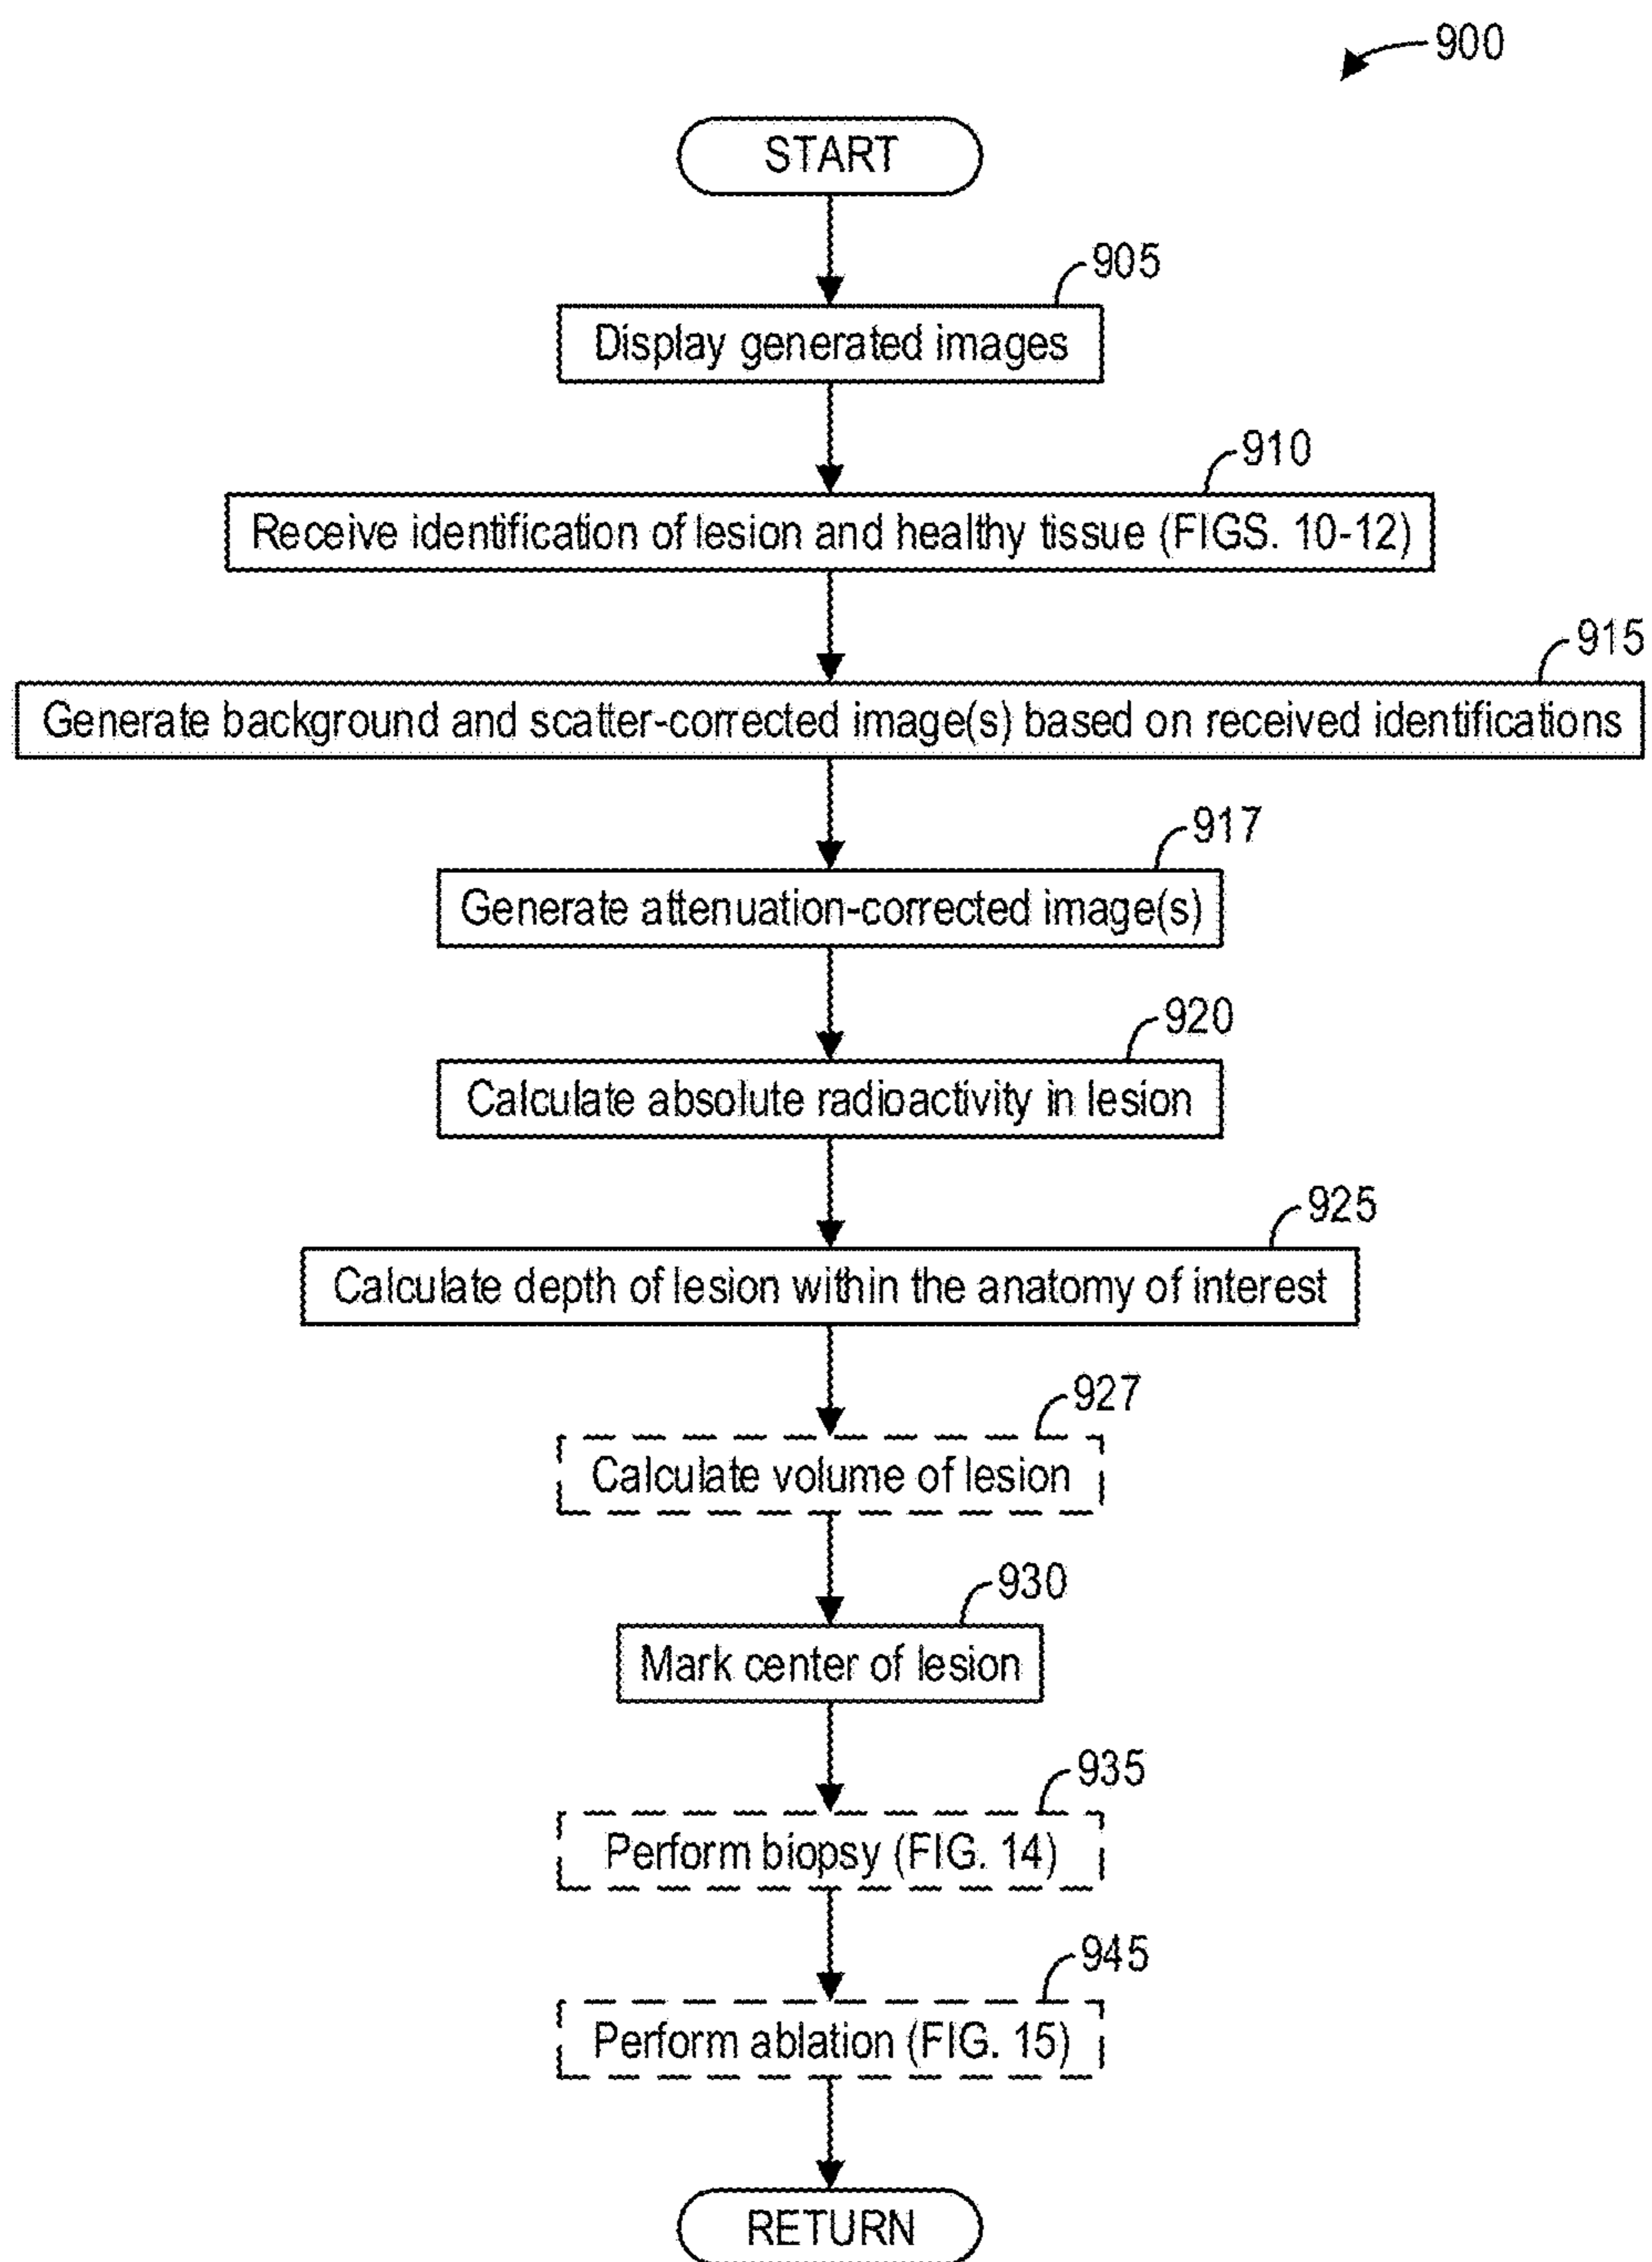 900
START
905
Display generated images
910
Receive identification of lesion and healthy tissue (FIGS. 10-12)
915
Generate background and scatter-corrected image(s) based on received identifications
917
Generate attenuation-corrected image(s)
920
Calculate absolute radioactivity in lesion
925
Calculate depth of lesion within the anatomy of interest
927
Calculate volume of lesion
930
Mark center of lesion
935
Perform biopsy (FIG. 14)
945
Perform ablation (FIG. 15)
RETURN